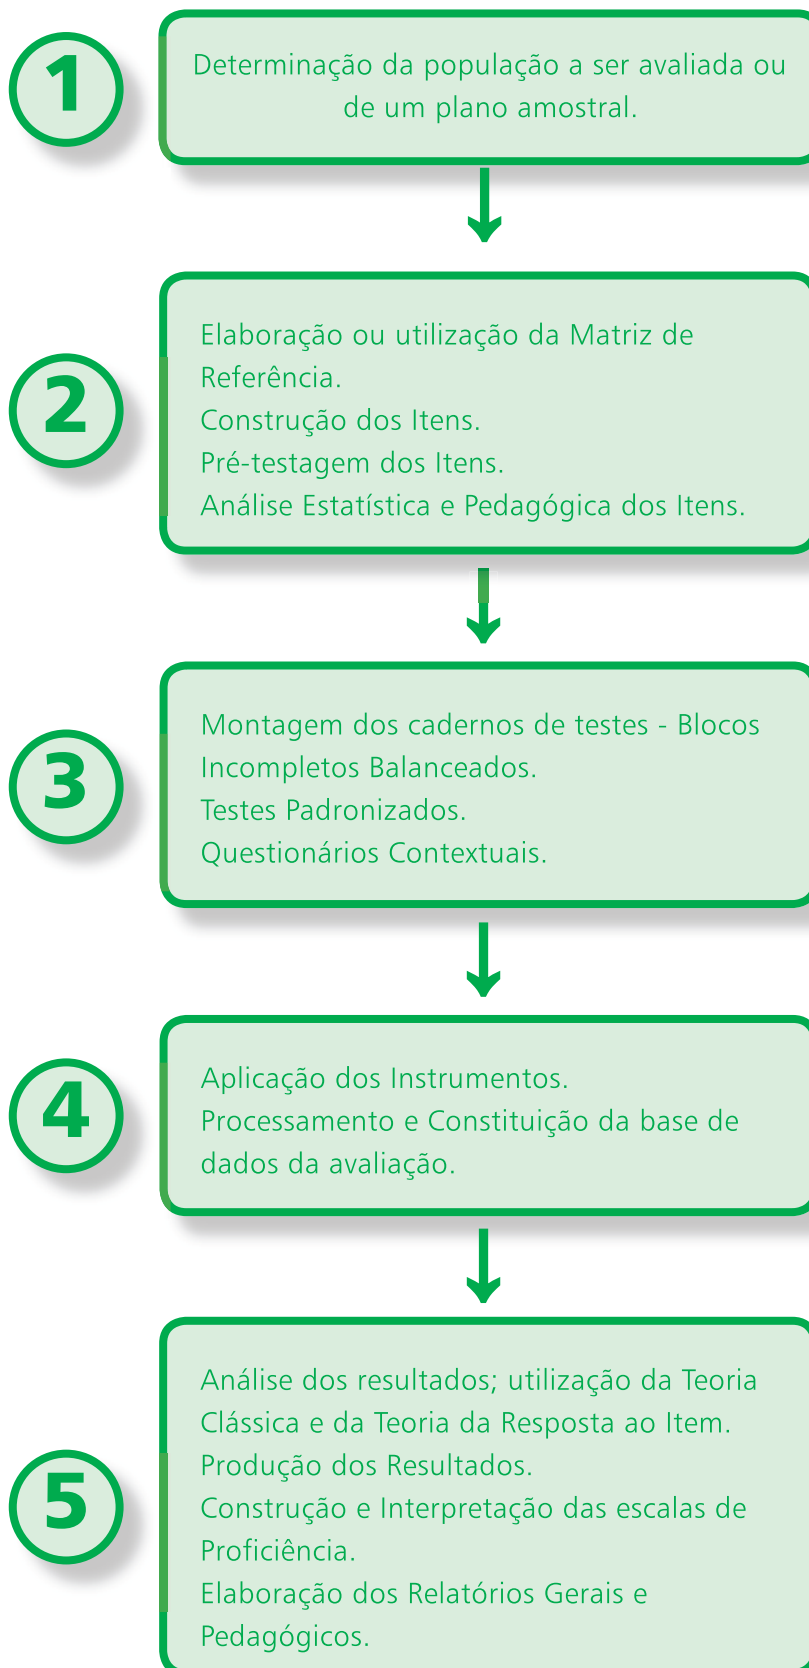 1
Determinação da população a ser avaliada ou
de um plano amostral.
2
Elaboração ou utilização da Matriz de
Referência.
Construção dos Itens.
Pré-testagem dos Itens.
Análise Estatística e Pedagógica dos Itens.
3
Montagem dos cadernos de testes - Blocos
Incompletos Balanceados.
Testes Padronizados.
Questionários Contextuais.
4
Aplicação dos Instrumentos.
Processamento e Constituição da base de
dados da avaliação.
5
Análise dos resultados; utilização da Teoria
Clássica e da Teoria da Resposta ao Item.
Produção dos Resultados.
Construção e Interpretação das escalas de
Proficiência.
Elaboração dos Relatórios Gerais e
Pedagógicos.